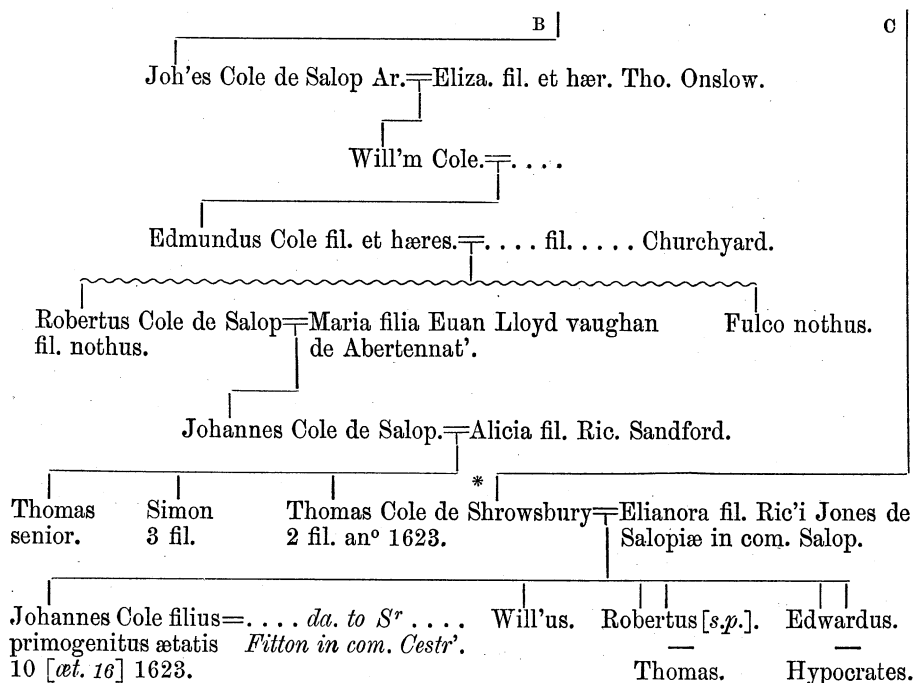 B C
Joh'es Cole de Salop Ar.=Eliza. fil. et hær. Tho. Onslow.
Will'm Cole.=. . . .
Edmundus Cole fil. et hæres.=. . . . fil. . . . . . Churchyard.
Robertus Cole de Salop=Maria filia Euan Lloyd vaughan Fulco nothus.
fil. nothus. de Abertennat'.
Johannes Cole de Salop.=Alicia fil. Ric. Sandford.
*
Thomas Simon Thomas Cole de Shrowsbury=Elianora fil. Ric'i Jones de
senior. 3 fil. 2 fil. anº 1623. Salopiæ in com. Salop.
Johannes Cole filius=. . . . da. to Sʳ . . . . Will'us. Robertus [s.p.]. Edwardus.
primogenitus ætatis Fitton in com. Cestr'. — —
10 [æt. 16] 1623. Thomas. Hypocrates.